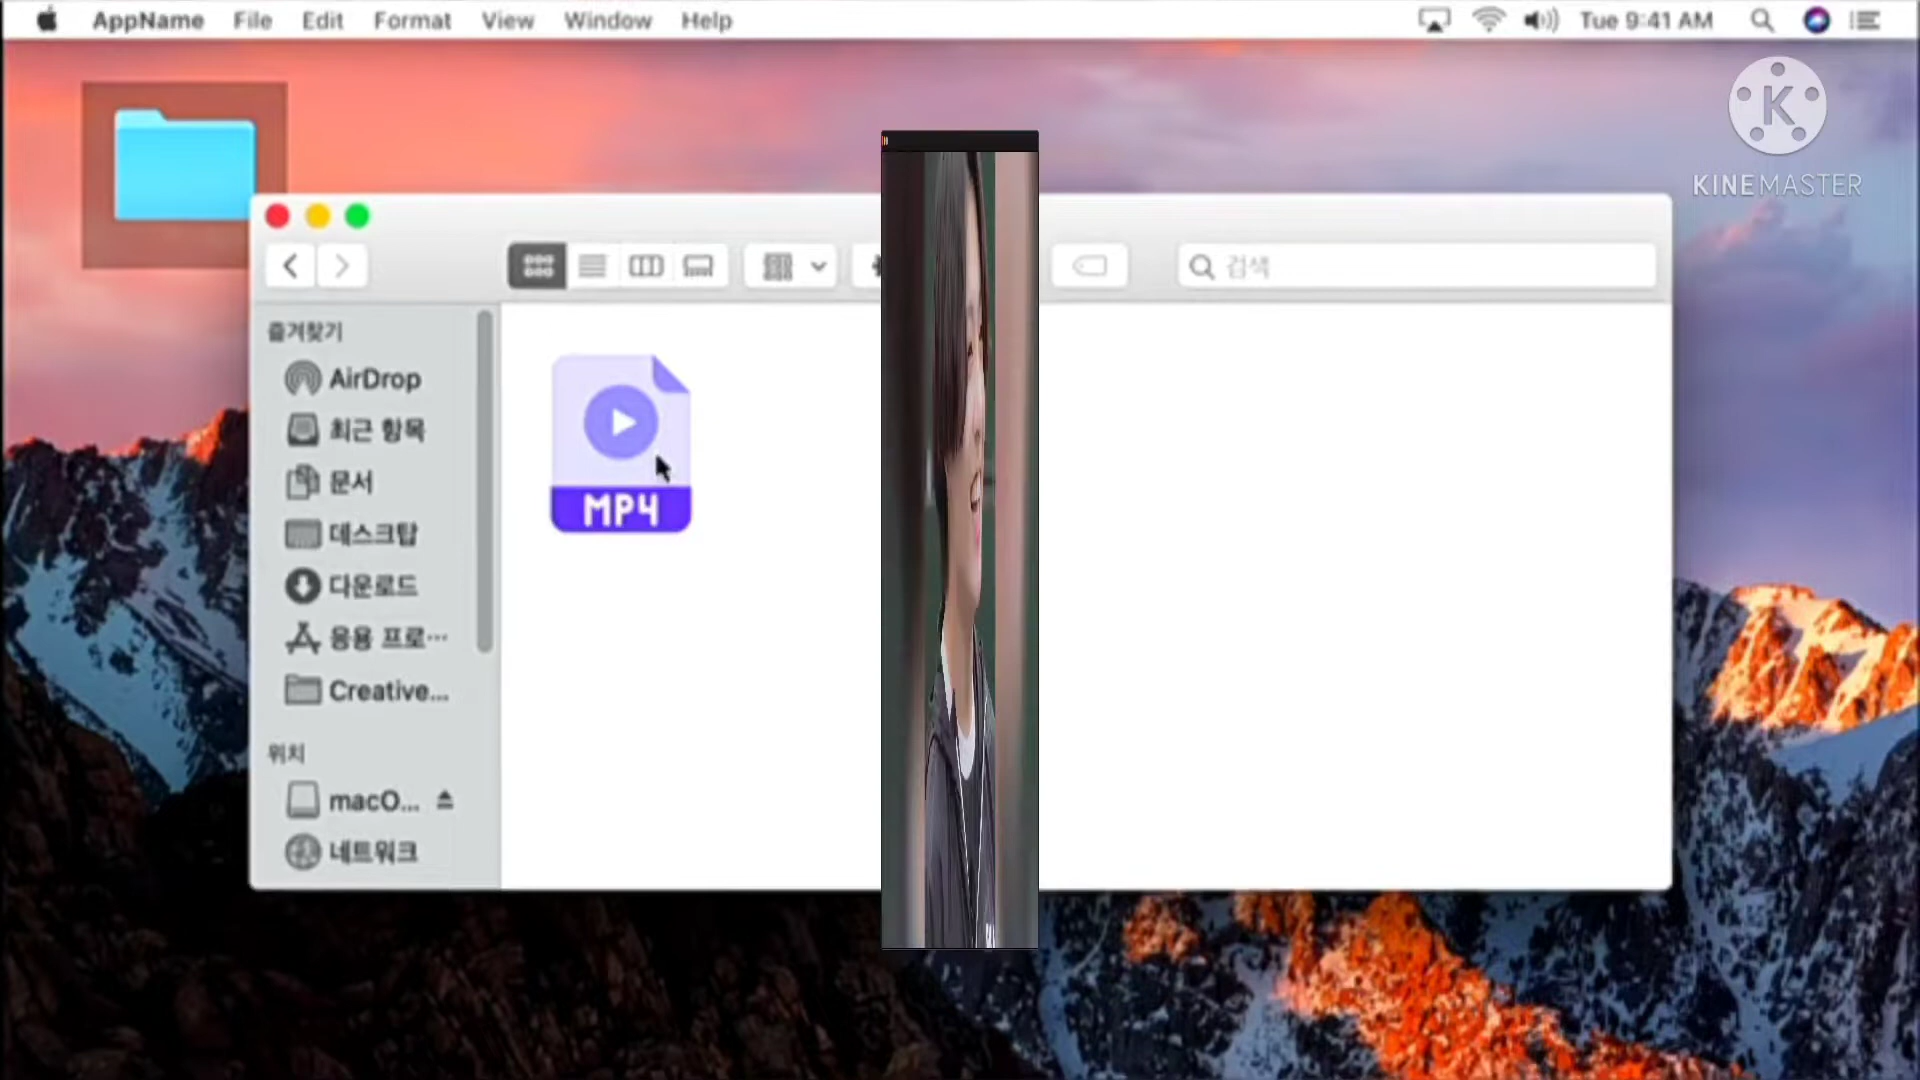 AppName File Edit Format View Window Help Tue 9:41 AM
KINEMASTER
검색
즐겨찾기
AirDrop
최근 항목
문서
MP4
데스크탑
다운로드
응용 프로…
Creative...
위치
macO...
네트워크